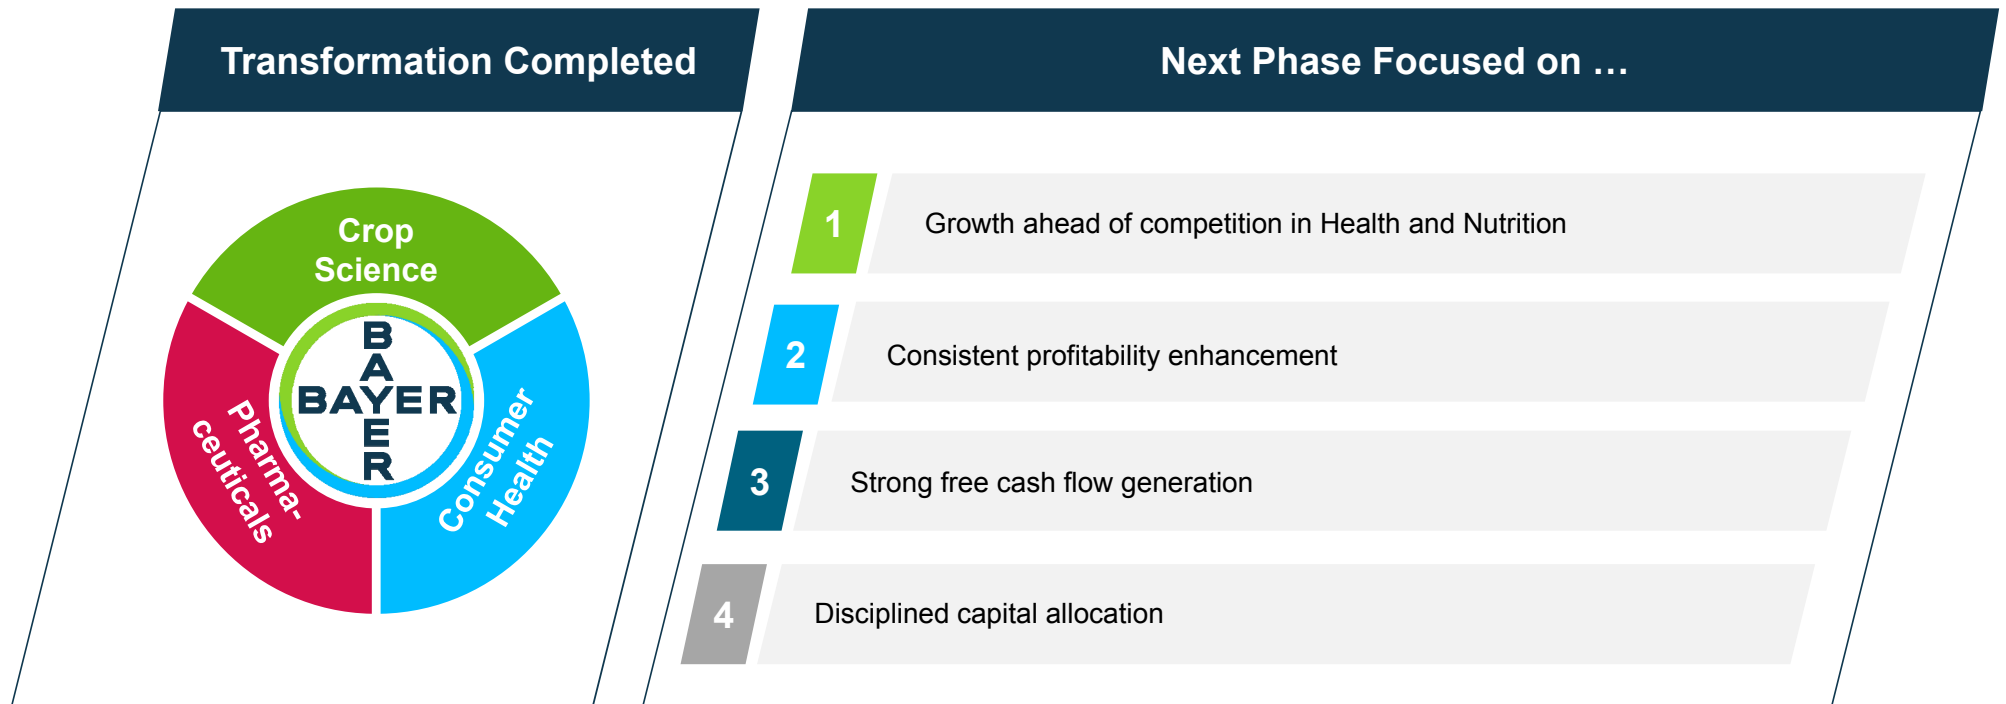 Transformation Completed
Crop
Science
Pharma-
ceuticals
Consumer
Health
BAYER
BAYER
Next Phase Focused on …
1
Growth ahead of competition in Health and Nutrition
2
Consistent profitability enhancement
3
Strong free cash flow generation
4
Disciplined capital allocation